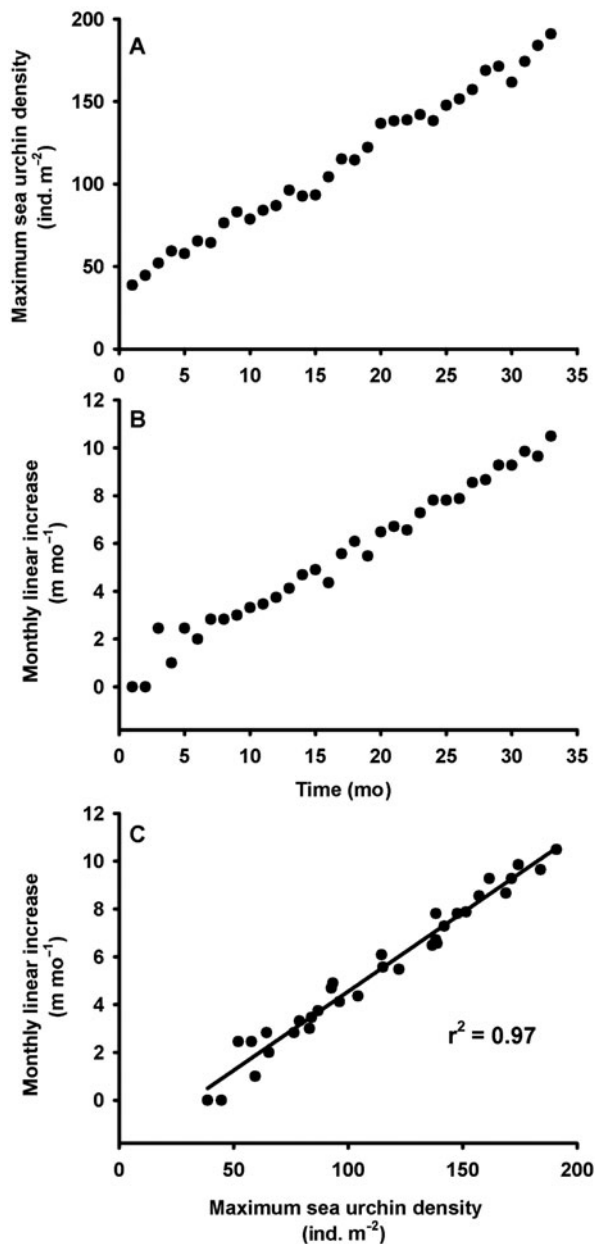 A
Maximum sea urchin density
(ind. m⁻²)
200
150
100
50
0
0 5 10 15 20 25 30 35
B
Monthly linear increase
(m mo⁻¹)
12
10
8
6
4
2
0
0 5 10 15 20 25 30 35
Time (mo)
C
Monthly linear increase
(m mo⁻¹)
12
10
8
6
4
2
0
r² = 0.97
0 50 100 150 200
Maximum sea urchin density
(ind. m⁻²)